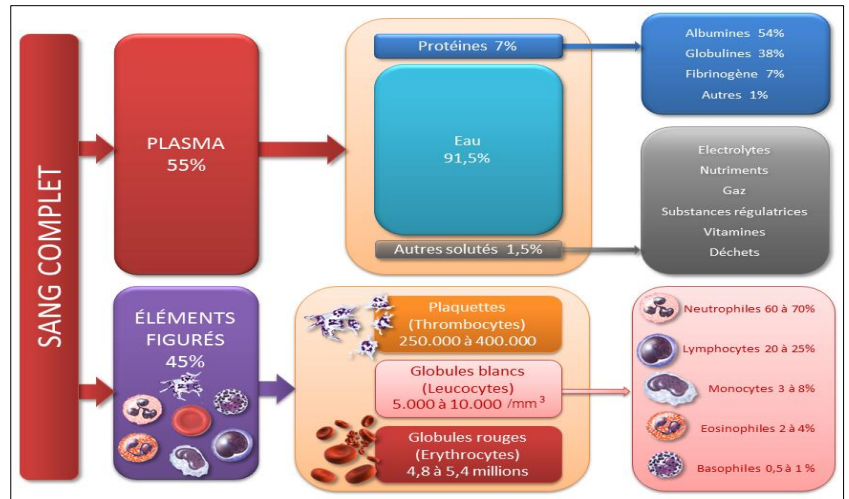 SANG COMPLET
PLASMA
55%
Protéines 7%
Eau
91,5%
Autres solutés 1,5%
Albumines 54%
Globulines 38%
Fibrinogène 7%
Autres 1%
Electrolytes
Nutriments
Gaz
Substances régulatrices
Vitamines
Déchets
ÉLÉMENTS
FIGURÉS
45%
Plaquettes
(Thrombocytes)
250.000 à 400.000
Globules blancs
(Leucocytes)
5.000 à 10.000 /mm³
Globules rouges
(Erythrocytes)
4,8 à 5,4 millions
Neutrophiles 60 à 70%
Lymphocytes 20 à 25%
Monocytes 3 à 8%
Eosinophiles 2 à 4%
Basophiles 0,5 à 1 %